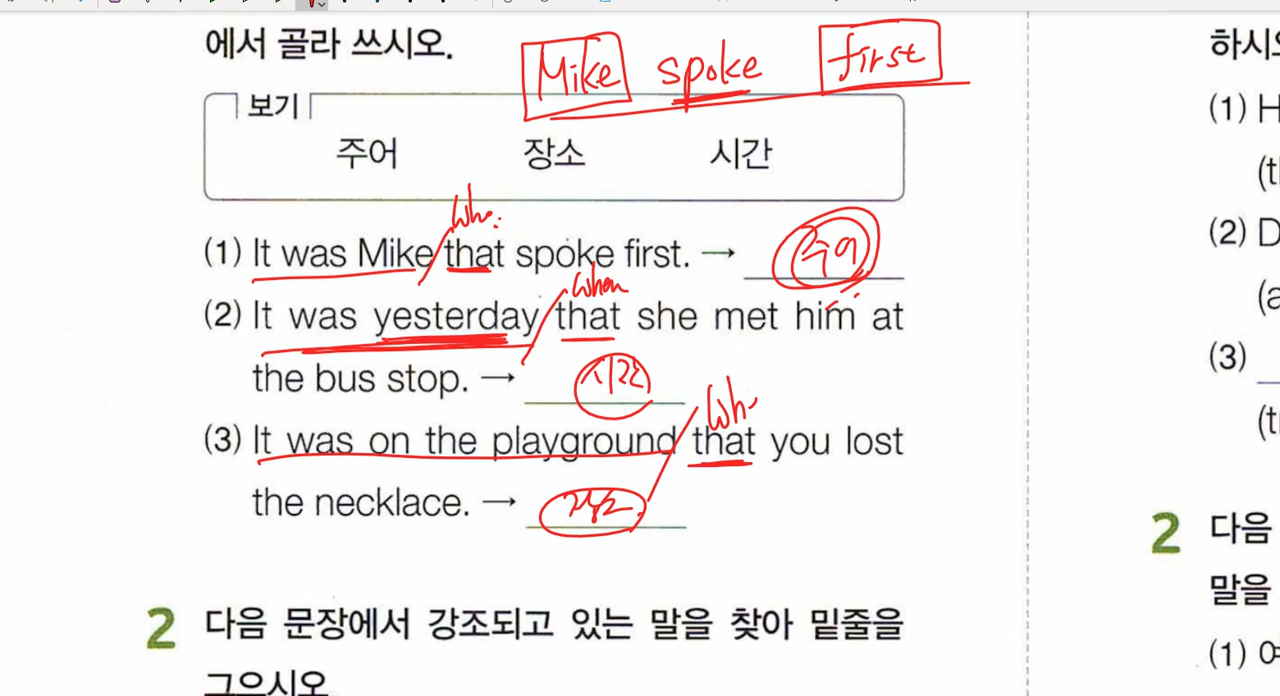 에서 골라 쓰시오.
Mike spoke first
보기
주어 장소 시간
who.
(1) It was Mike that spoke first. → 주어
when
(2) It was yesterday that she met him at
the bus stop. → 시간
(3) It was on the playground that you lost
the necklace. → 장소
2 다음 문장에서 강조되고 있는 말을 찾아 밑줄을
그으시오
(1) H
(2) D
(3)
2 다음
말을
(1) 여